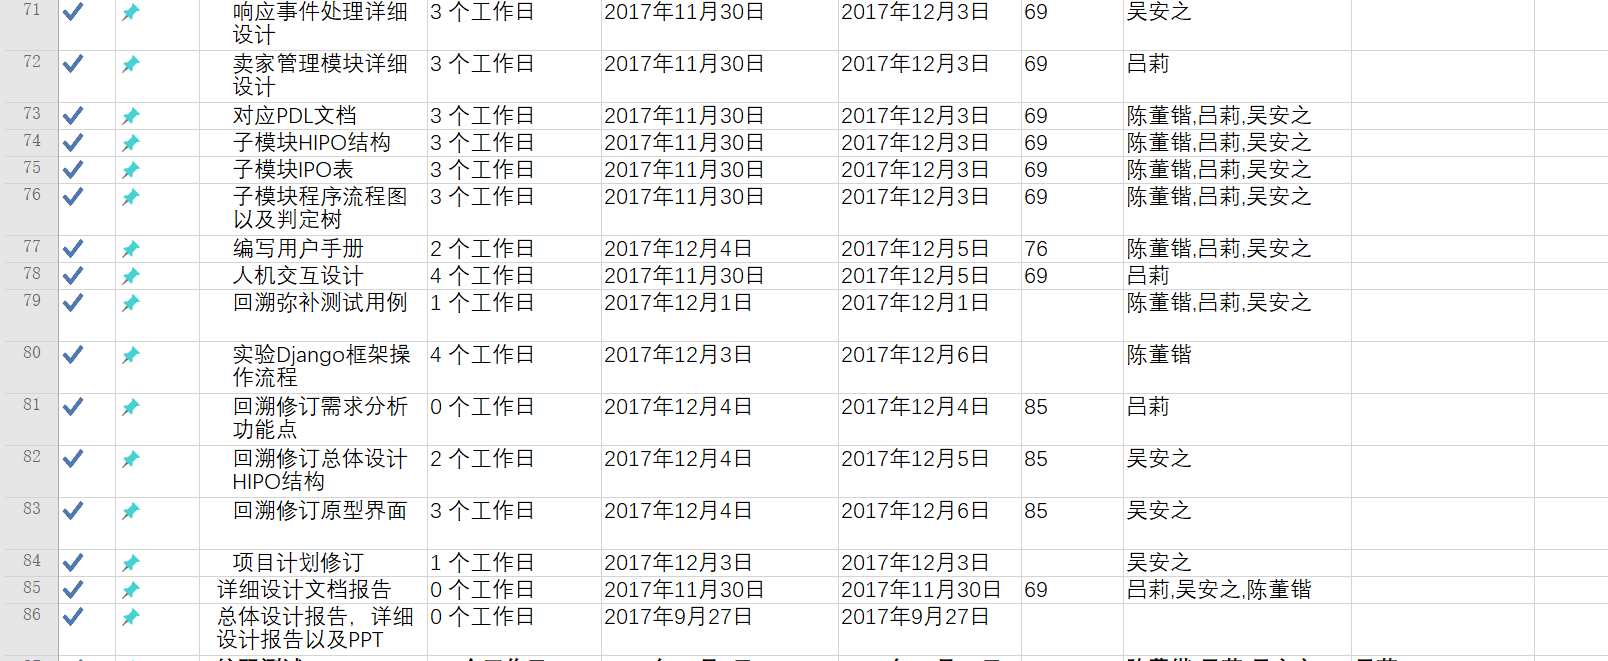 71 响应事件处理详细 3 个工作日 2017年11月30日 2017年12月3日 69 吴安之
设计
72 卖家管理模块详细 3 个工作日 2017年11月30日 2017年12月3日 69 吕莉
设计
73 对应PDL文档 3 个工作日 2017年11月30日 2017年12月3日 69 陈董锴,吕莉,吴安之
74 子模块HIPO结构 3 个工作日 2017年11月30日 2017年12月3日 69 陈董锴,吕莉,吴安之
75 子模块IPO表 3 个工作日 2017年11月30日 2017年12月3日 69 陈董锴,吕莉,吴安之
76 子模块程序流程图 3 个工作日 2017年11月30日 2017年12月3日 69 陈董锴,吕莉,吴安之
以及判定树
77 编写用户手册 2 个工作日 2017年12月4日 2017年12月5日 76 陈董锴,吕莉,吴安之
78 人机交互设计 4 个工作日 2017年11月30日 2017年12月5日 69 吕莉
79 回溯弥补测试用例 1 个工作日 2017年12月1日 2017年12月1日 陈董锴,吕莉,吴安之
80 实验Django框架操 4 个工作日 2017年12月3日 2017年12月6日 陈董锴
作流程
81 回溯修订需求分析 0 个工作日 2017年12月4日 2017年12月4日 85 吕莉
功能点
82 回溯修订总体设计 2 个工作日 2017年12月4日 2017年12月5日 85 吴安之
HIPO结构
83 回溯修订原型界面 3 个工作日 2017年12月4日 2017年12月6日 85 吴安之
84 项目计划修订 1 个工作日 2017年12月3日 2017年12月3日 吴安之
85 详细设计文档报告 0 个工作日 2017年11月30日 2017年11月30日 69 吕莉,吴安之,陈董锴
86 总体设计报告，详细 0 个工作日 2017年9月27日 2017年9月27日
设计报告以及PPT